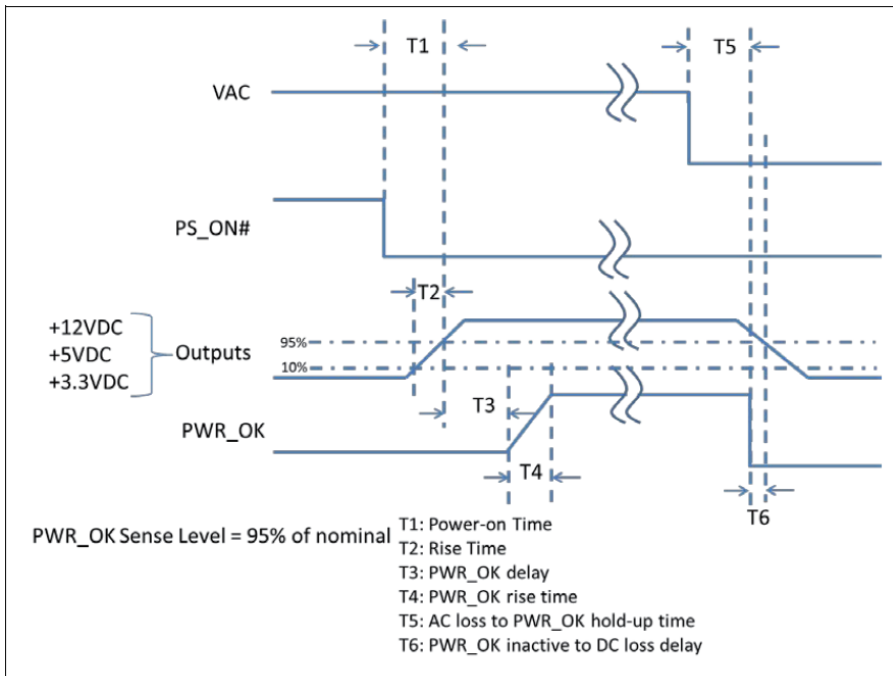 T1
T5
VAC
PS_ON#
T2
+12VDC
+5VDC
+3.3VDC
Outputs
95%
10%
T3
PWR_OK
T4
T6
PWR_OK Sense Level = 95% of nominal
T1: Power-on Time
T2: Rise Time
T3: PWR_OK delay
T4: PWR_OK rise time
T5: AC loss to PWR_OK hold-up time
T6: PWR_OK inactive to DC loss delay